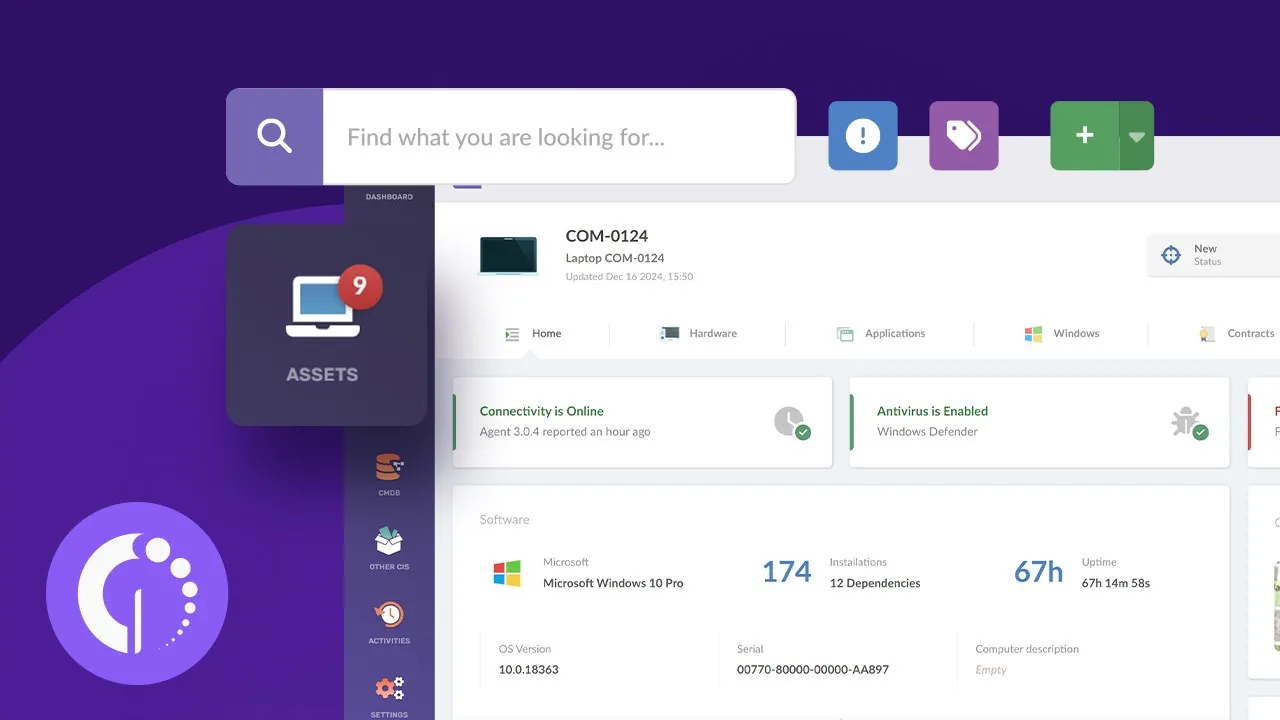 Find what you are looking for...
DASHBOARD
COM-0124
Laptop COM-0124
Updated Dec 16 2024, 15:50
New
Status
9
ASSETS
Home
Hardware
Applications
Windows
Contracts
Connectivity is Online
Agent 3.0.4 reported an hour ago
Antivirus is Enabled
Windows Defender
CMDB
OTHER CIS
ACTIVITIES
SETTINGS
Software
Microsoft
Microsoft Windows 10 Pro
174
Installations
12 Dependencies
67h
Uptime
67h 14m 58s
OS Version
10.0.18363
Serial
00770-80000-00000-AA897
Computer description
Empty